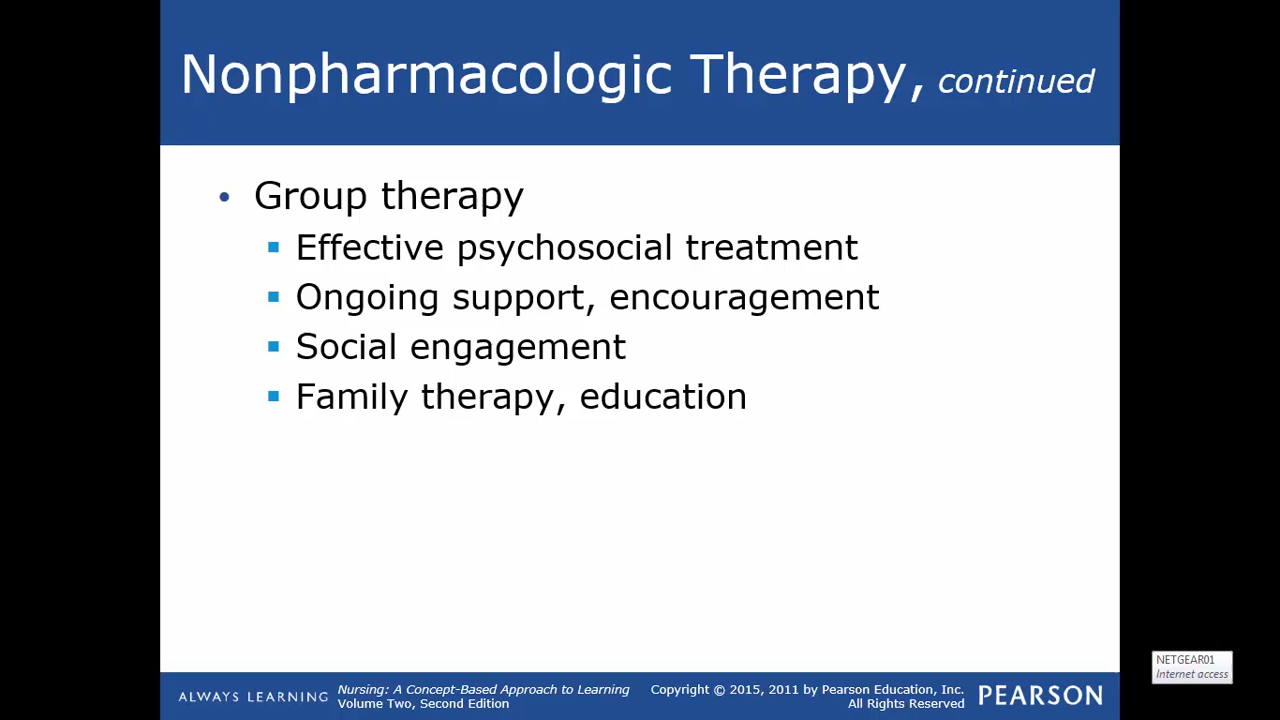 Nonpharmacologic Therapy, continued
• Group therapy
▪ Effective psychosocial treatment
▪ Ongoing support, encouragement
▪ Social engagement
▪ Family therapy, education
ALWAYS LEARNING
Nursing: A Concept-Based Approach to Learning
Volume Two, Second Edition
Copyright © 2015, 2011 by Pearson Education, Inc.
All Rights Reserved
PEARSON
NETGEAR01
Internet access